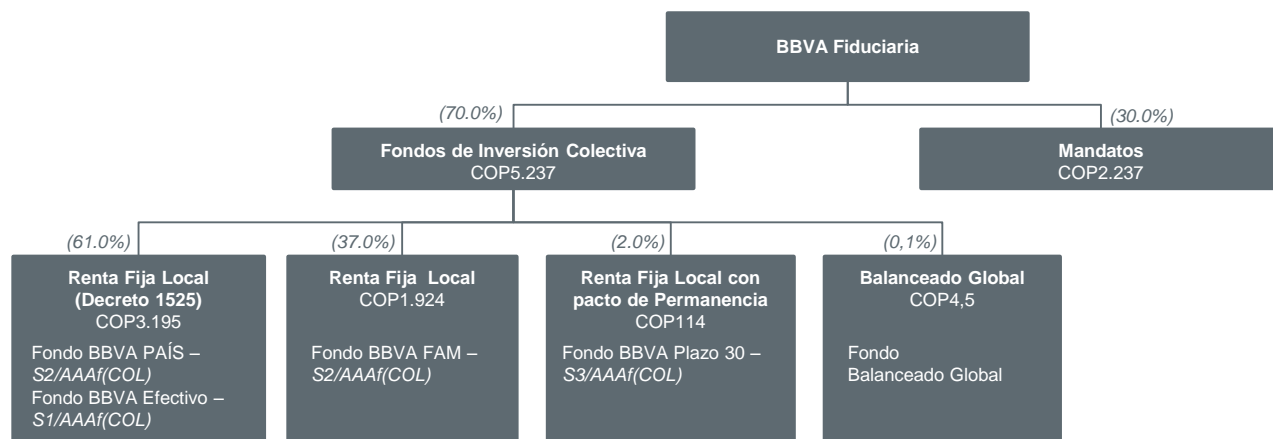 BBVA Fiduciaria
(70.0%)
(30.0%)
Fondos de Inversión Colectiva
COP5.237
Mandatos
COP2.237
(61.0%)
(37.0%)
(2.0%)
(0,1%)
Renta Fija Local
(Decreto 1525)
COP3.195
Fondo BBVA PAÍS –
S2/AAAf(COL)
Fondo BBVA Efectivo –
S1/AAAf(COL)
Renta Fija Local
COP1.924
Fondo BBVA FAM –
S2/AAAf(COL)
Renta Fija Local con
pacto de Permanencia
COP114
Fondo BBVA Plazo 30 –
S3/AAAf(COL)
Balanceado Global
COP4,5
Fondo
Balanceado Global